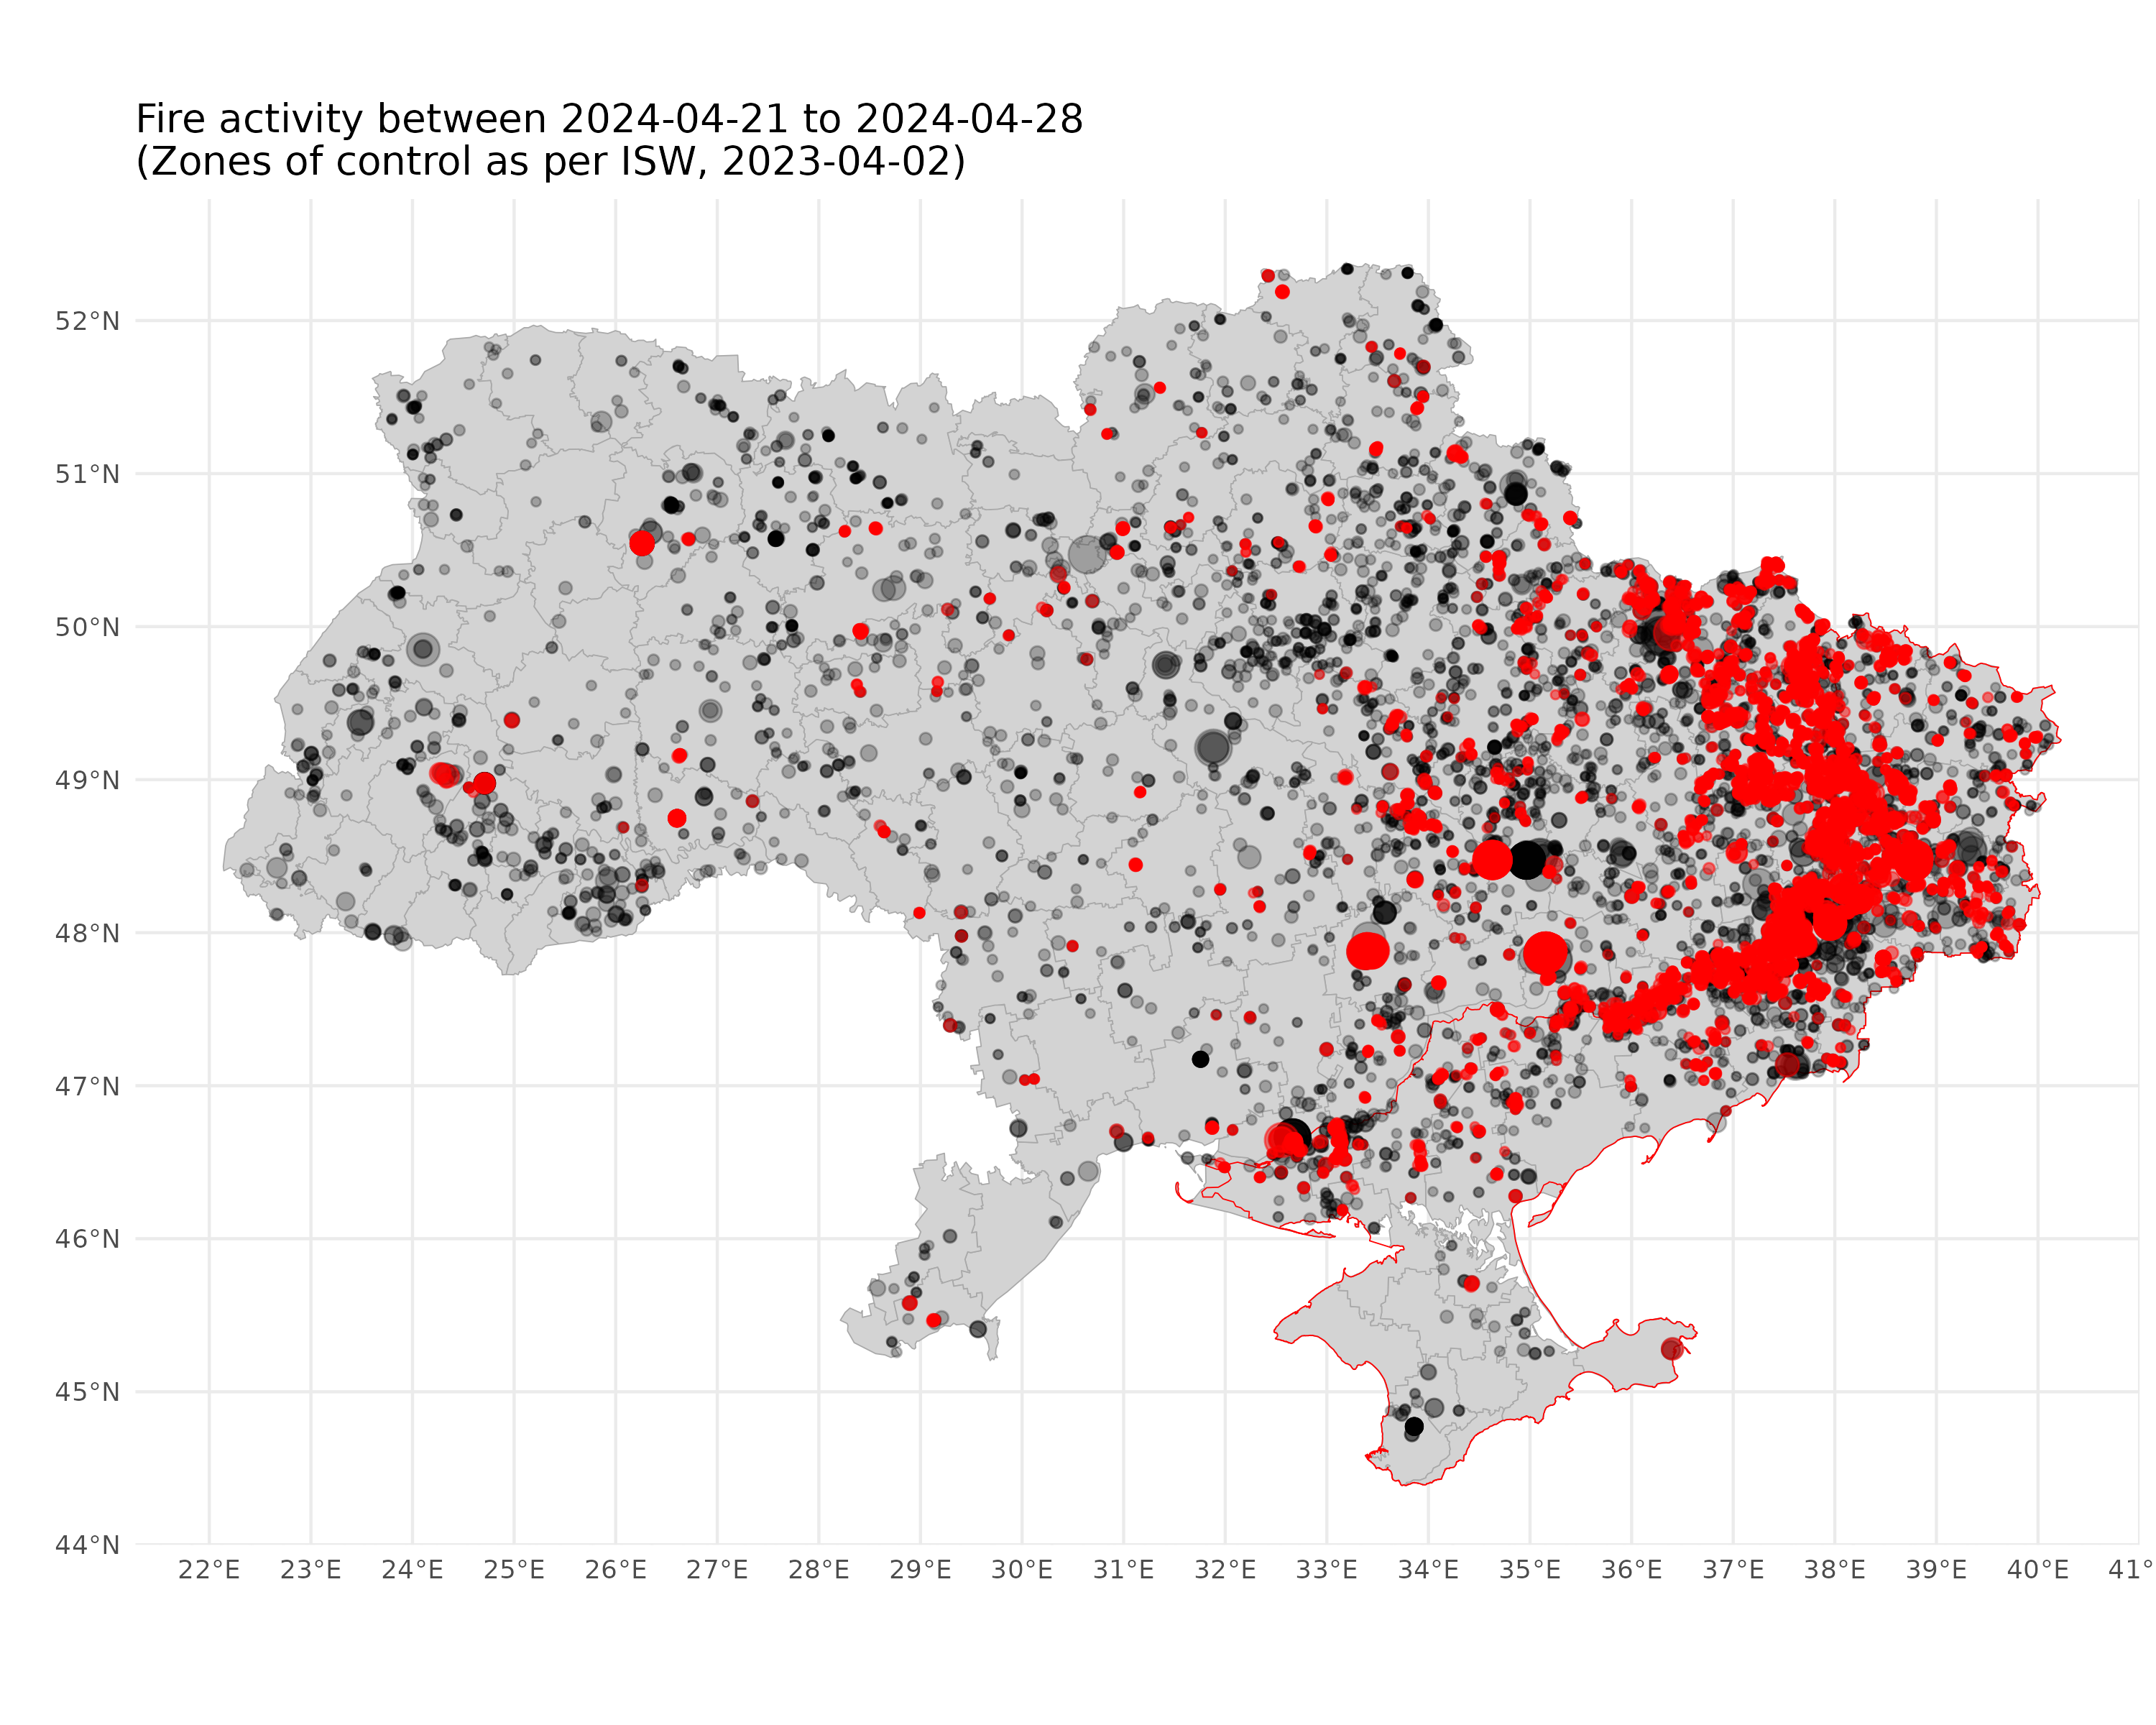 Fire activity between 2024-04-21 to 2024-04-28
(Zones of control as per ISW, 2023-04-02)
52°N
51°N
50°N
49°N
48°N
47°N
46°N
45°N
44°N
22°E 23°E 24°E 25°E 26°E 27°E 28°E 29°E 30°E 31°E 32°E 33°E 34°E 35°E 36°E 37°E 38°E 39°E 40°E 41°